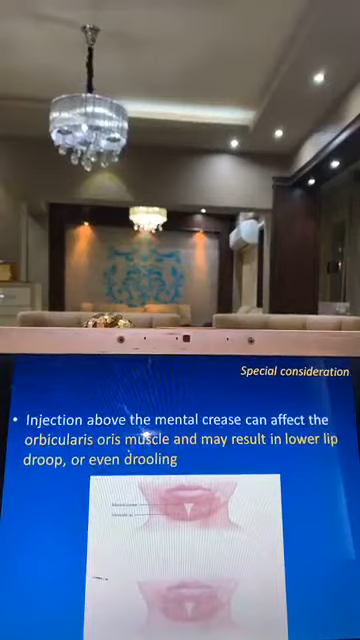 Special consideration
• Injection above the mental crease can affect the
orbicularis oris muscle and may result in lower lip
droop, or even drooling